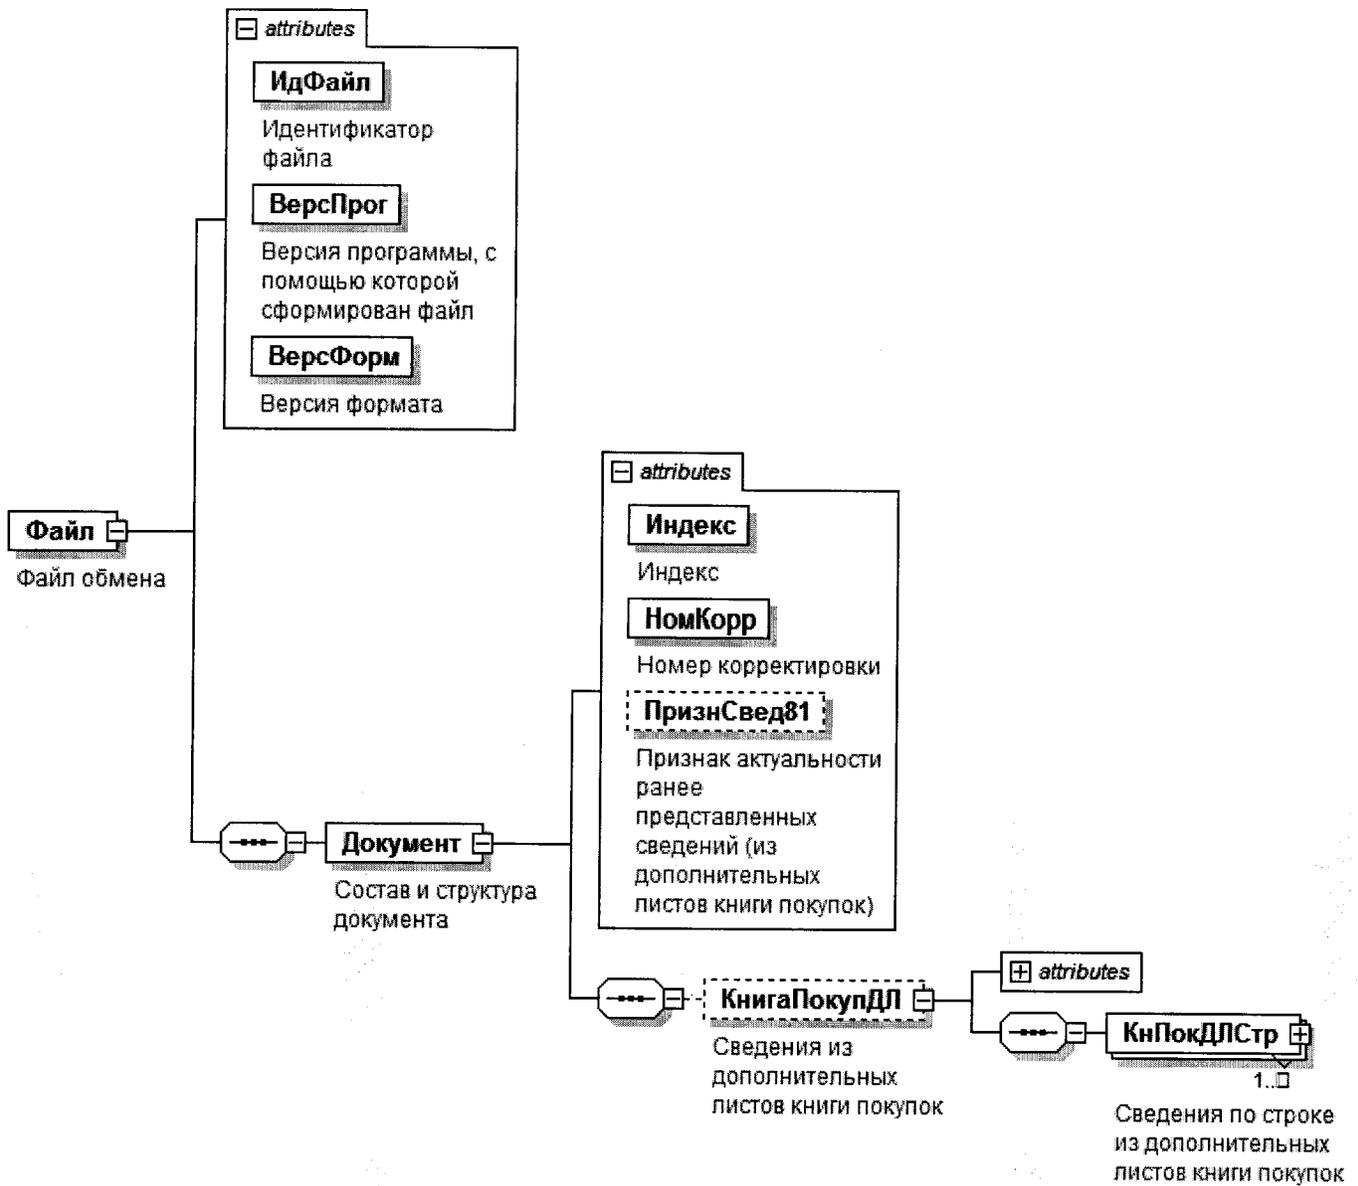 attributes
ИдФайл
Идентификатор
файла
ВерсПрог
Версия программы, с
помощью которой
сформирован файл
ВерсФорм
Версия формата
Файл
Файл обмена
Документ
Состав и структура
документа
attributes
Индекс
Индекс
НомКорр
Номер корректировки
ПризнСвед81
Признак актуальности
ранее
представленных
сведений (из
дополнительных
листов книги покупок)
КнигаПокупДЛ
Сведения из
дополнительных
листов книги покупок
attributes
КнПокДЛСтр
1..□
Сведения по строке
из дополнительных
листов книги покупок